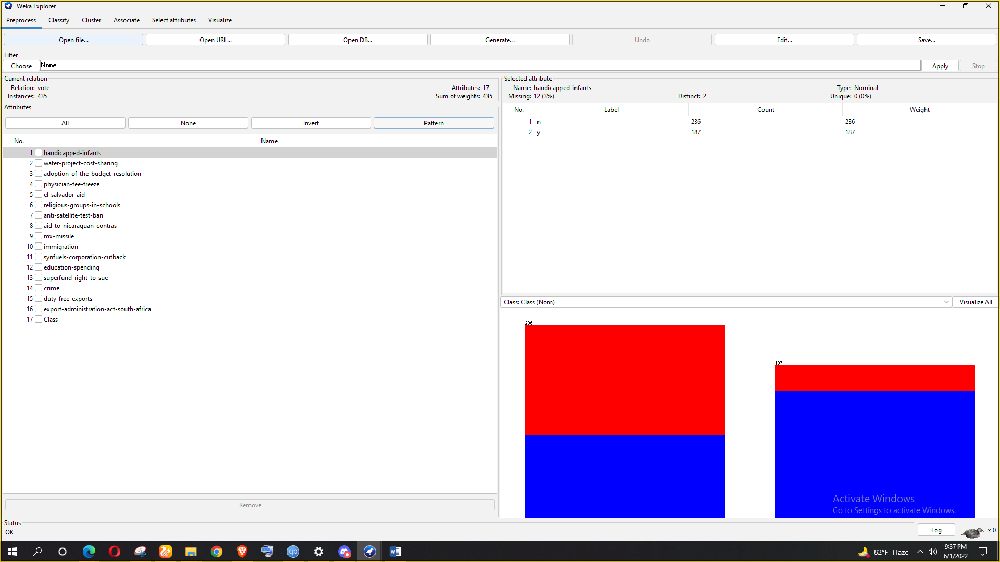 Weka Explorer
Preprocess Classify Cluster Associate Select attributes Visualize
Open file... Open URL... Open DB... Generate... Undo Edit... Save...
Filter
Choose None Apply Stop
Current relation
Relation: vote Attributes: 17
Instances: 435 Sum of weights: 435
Attributes
All None Invert Pattern
No. Name
1 handicapped-infants
2 water-project-cost-sharing
3 adoption-of-the-budget-resolution
4 physician-fee-freeze
5 el-salvador-aid
6 religious-groups-in-schools
7 anti-satellite-test-ban
8 aid-to-nicaraguan-contras
9 mx-missile
10 immigration
11 synfuels-corporation-cutback
12 education-spending
13 superfund-right-to-sue
14 crime
15 duty-free-exports
16 export-administration-act-south-africa
17 Class
Remove
Selected attribute
Name: handicapped-infants Type: Nominal
Missing: 12 (3%) Distinct: 2 Unique: 0 (0%)
No. Label Count Weight
1 n 236 236
2 y 187 187
Class: Class (Nom) Visualize All
236
187
Activate Windows
Go to Settings to activate Windows.
Status
OK
Log x 0
qb
82°F Haze
9:37 PM
6/1/2022